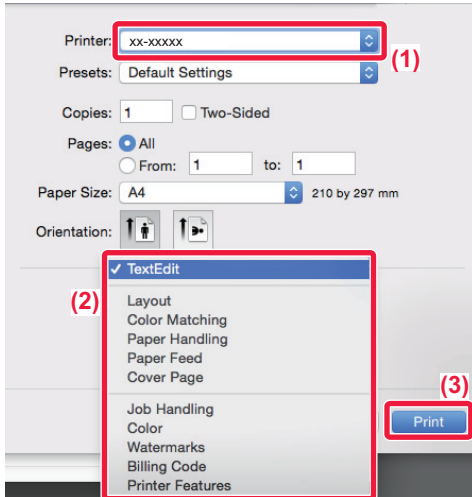 Printer: xx-xxxxx
(1)
Presets: Default Settings
Copies: 1 Two-Sided
Pages: All
From: 1 to: 1
Paper Size: A4 210 by 297 mm
Orientation:
✓ TextEdit
(2)
Layout
Color Matching
Paper Handling
Paper Feed
Cover Page
Job Handling
Color
Watermarks
Billing Code
Printer Features
(3)
Print